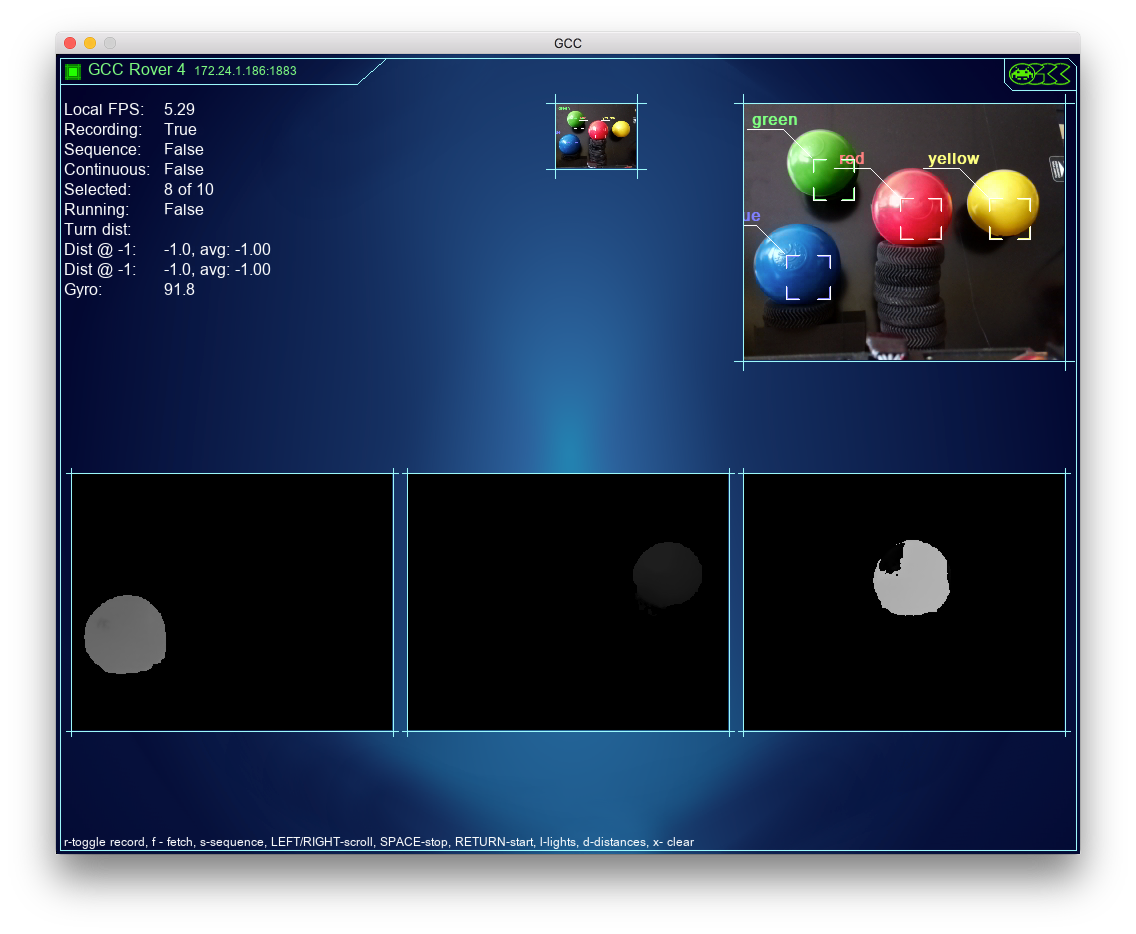 GCC
GCC Rover 4 172.24.1.186:1883
GCC
Local FPS: 5.29
Recording: True
Sequence: False
Continuous: False
Selected: 8 of 10
Running: False
Turn dist:
Dist @ -1: -1.0, avg: -1.00
Dist @ -1: -1.0, avg: -1.00
Gyro: 91.8
green
red
yellow
ue
r-toggle record, f - fetch, s-sequence, LEFT/RIGHT-scroll, SPACE-stop, RETURN-start, l-lights, d-distances, x- clear